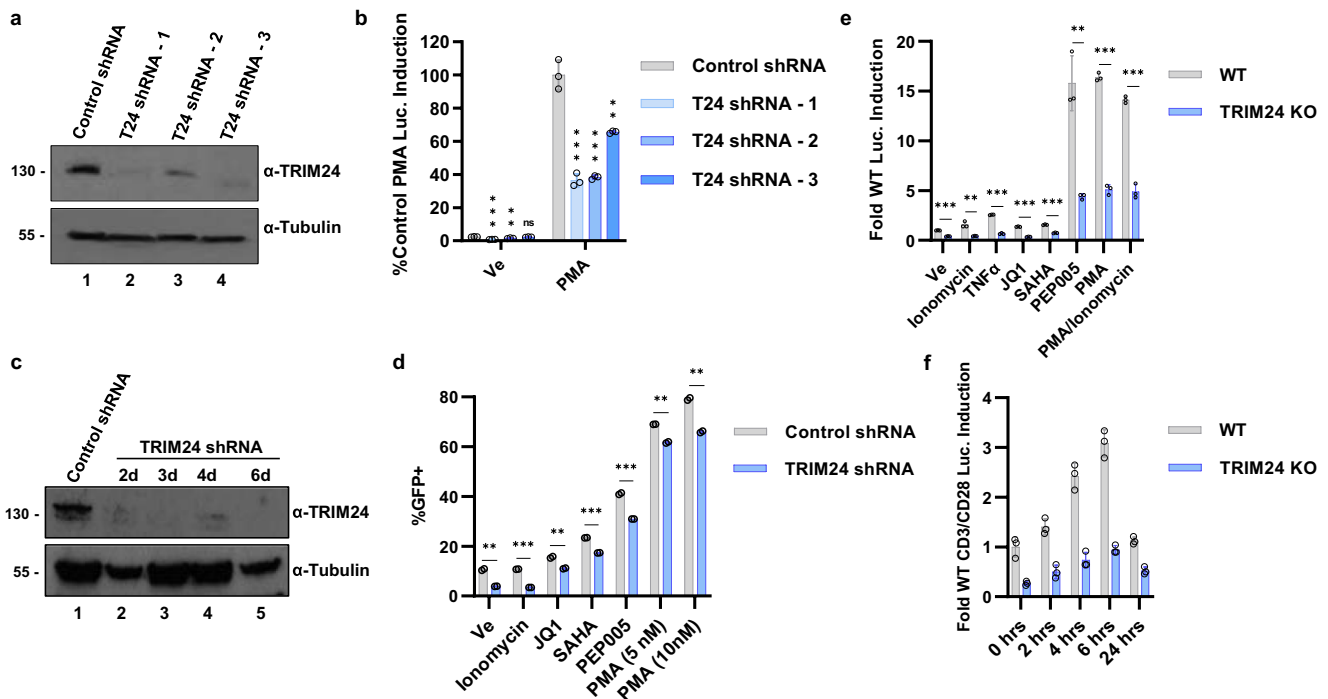 a
Control shRNA
T24 shRNA - 1
T24 shRNA - 2
T24 shRNA - 3
130 -
α-TRIM24
55 -
α-Tubulin
1 2 3 4
b
%Control PMA Luc. Induction
120
100
80
60
40
20
0
***
**
ns
***
***
**
Ve
PMA
Control shRNA
T24 shRNA - 1
T24 shRNA - 2
T24 shRNA - 3
c
Control shRNA
TRIM24 shRNA
2d 3d 4d 6d
130 -
α-TRIM24
55 -
α-Tubulin
1 2 3 4 5
d
%GFP+
80
60
40
20
0
**
***
**
***
***
**
**
Ve
Ionomycin
JQ1
SAHA
PEP005
PMA (5 nM)
PMA (10nM)
Control shRNA
TRIM24 shRNA
e
Fold WT Luc. Induction
20
15
10
5
0
***
**
***
***
***
**
***
***
Ve
Ionomycin
TNFα
JQ1
SAHA
PEP005
PMA
PMA/Ionomycin
WT
TRIM24 KO
f
Fold WT CD3/CD28 Luc. Induction
4
3
2
1
0
0 hrs
2 hrs
4 hrs
6 hrs
24 hrs
WT
TRIM24 KO